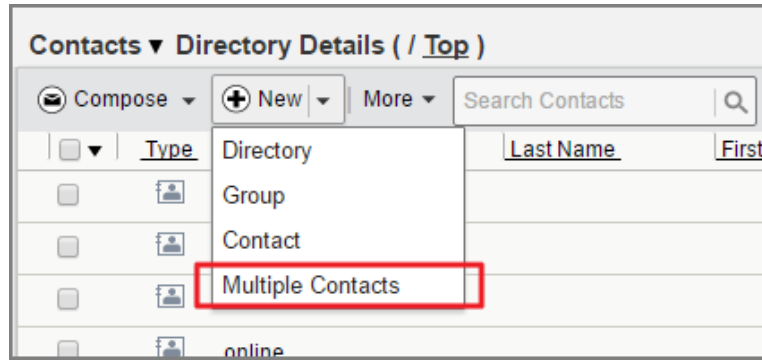 Contacts ▼ Directory Details ( / Top )
Compose New More Search Contacts
Type Last Name First
Directory
Group
Contact
Multiple Contacts
online